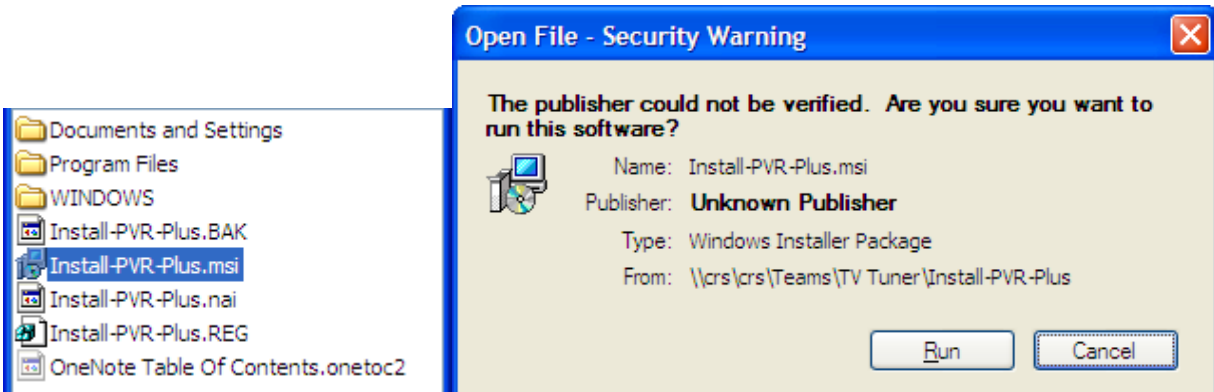 Documents and Settings
Program Files
WINDOWS
Install-PVR-Plus.BAK
Install-PVR-Plus.msi
Install-PVR-Plus.nai
Install-PVR-Plus.REG
OneNote Table Of Contents.onetoc2
Open File - Security Warning
The publisher could not be verified.  Are you sure you want to
run this software?
Name: Install-PVR-Plus.msi
Publisher: Unknown Publisher
Type: Windows Installer Package
From: \\crs\crs\Teams\TV Tuner\Install-PVR-Plus
Run
Cancel